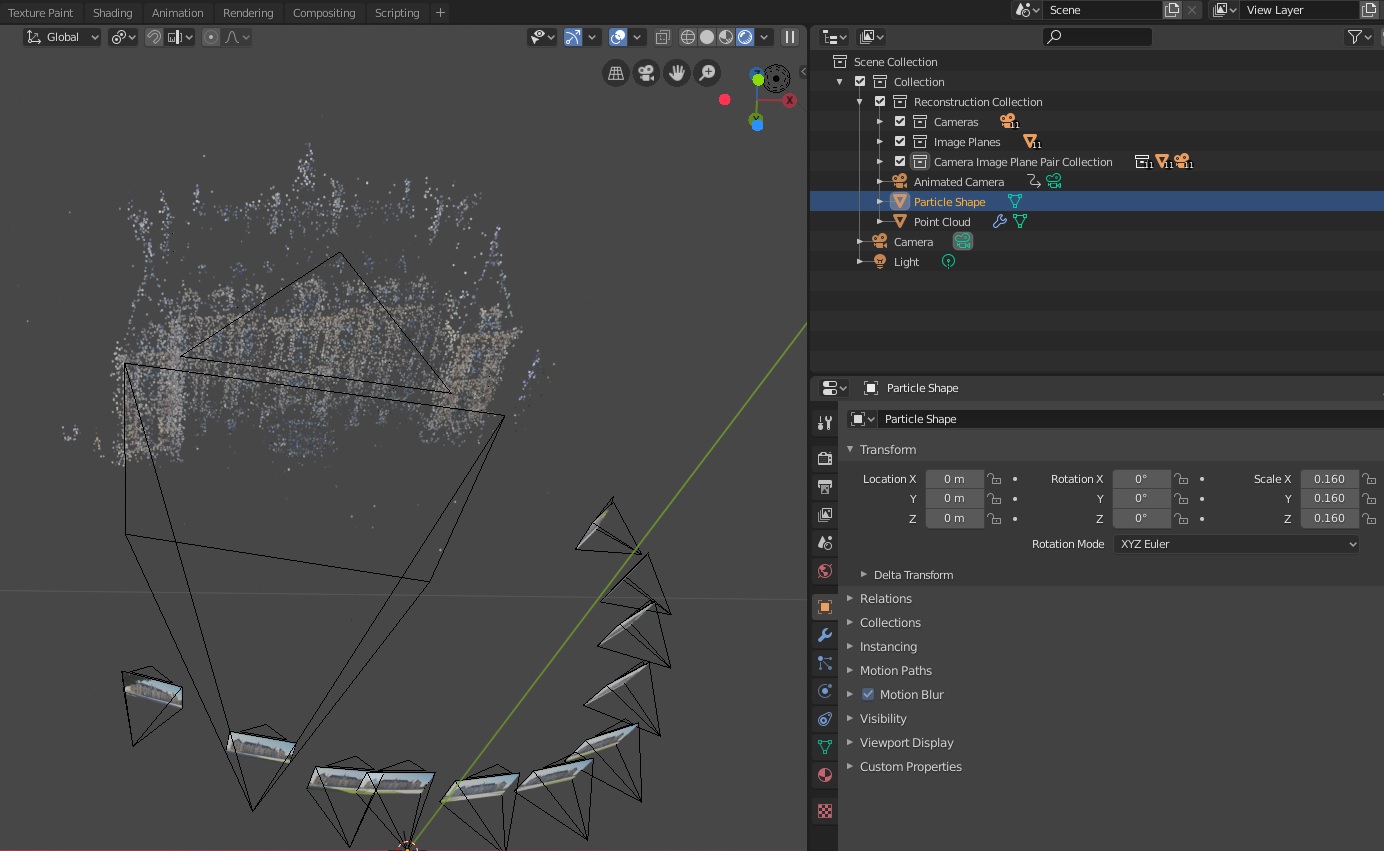 Texture Paint Shading Animation Rendering Compositing Scripting + Scene View Layer
Global
X
Y
Scene Collection
Collection
Reconstruction Collection
Cameras 11
Image Planes 11
Camera Image Plane Pair Collection 11 11 11
Animated Camera
Particle Shape
Point Cloud
Camera
Light
Particle Shape
Particle Shape
Transform
Location X 0 m Rotation X 0° Scale X 0.160
Y 0 m Y 0° Y 0.160
Z 0 m Z 0° Z 0.160
Rotation Mode XYZ Euler
Delta Transform
Relations
Collections
Instancing
Motion Paths
Motion Blur
Visibility
Viewport Display
Custom Properties